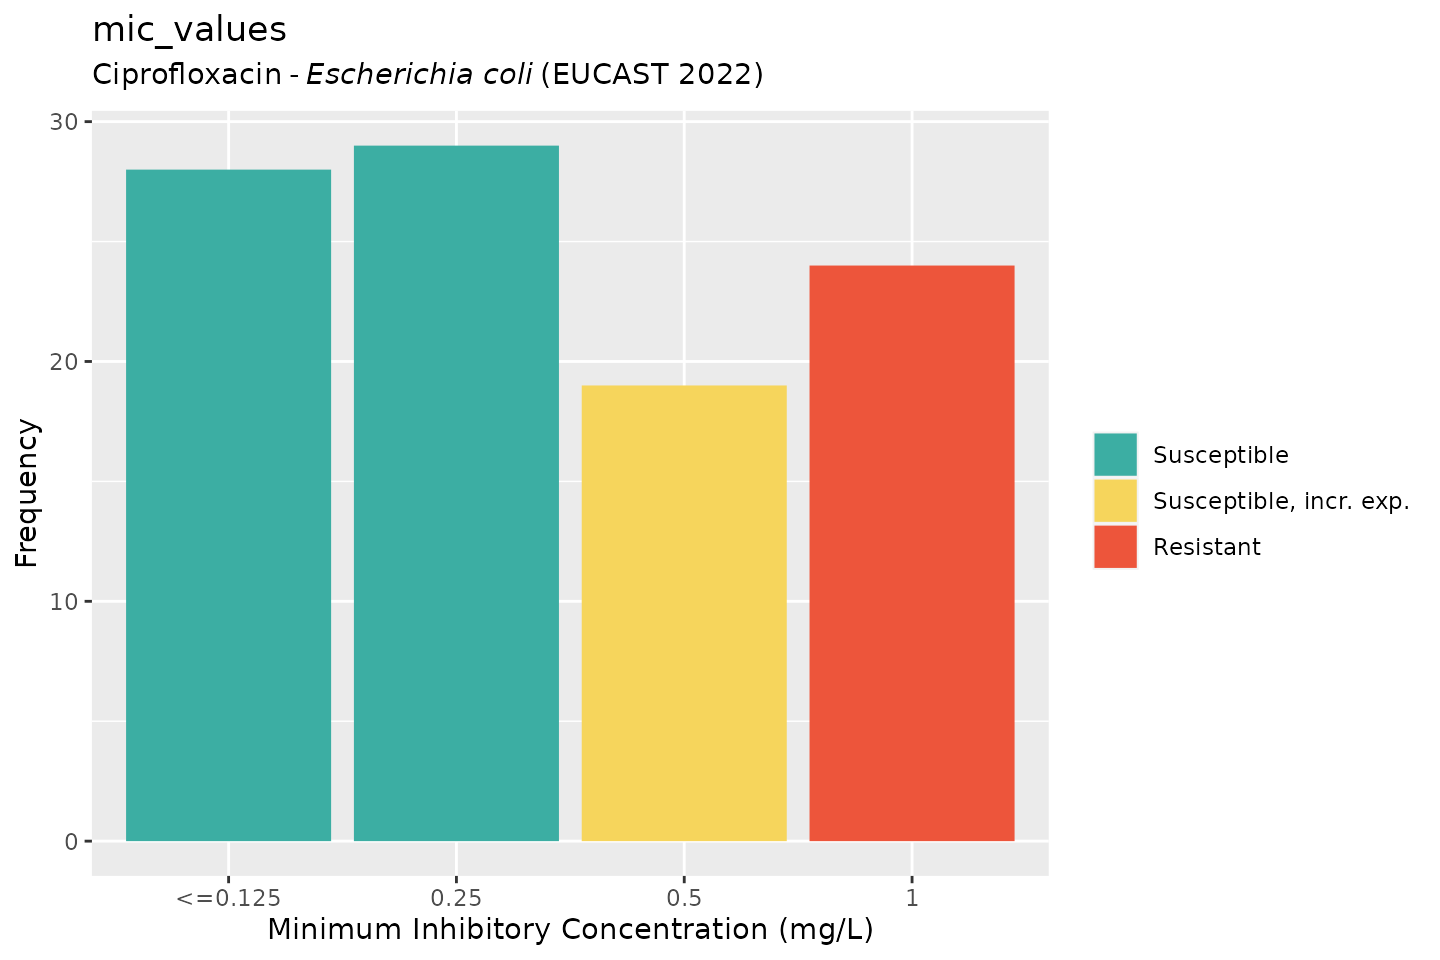 mic_values
Ciprofloxacin - Escherichia coli (EUCAST 2022)
30
20
10
0
Frequency
<=0.125 0.25 0.5 1
Minimum Inhibitory Concentration (mg/L)
Susceptible
Susceptible, incr. exp.
Resistant